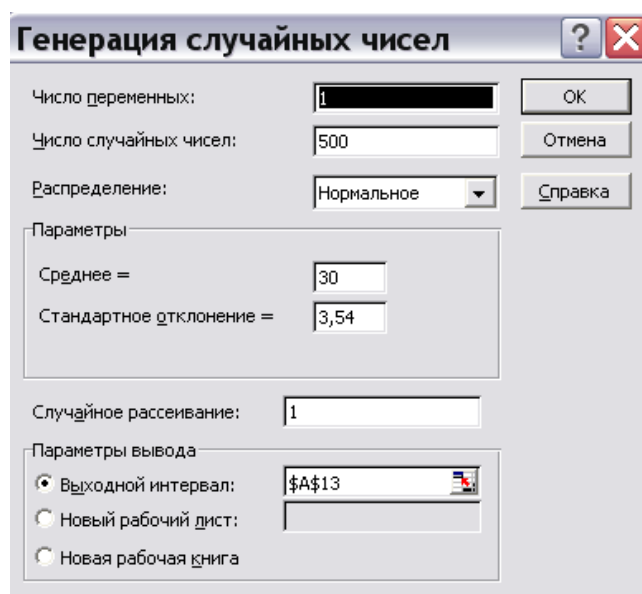 Генерация случайных чисел ?
Число переменных: 1 OK
Число случайных чисел: 500 Отмена
Распределение: Нормальное Справка
Параметры
Среднее = 30
Стандартное отклонение = 3,54
Случайное рассеивание: 1
Параметры вывода
Выходной интервал: $A$13
Новый рабочий лист:
Новая рабочая книга